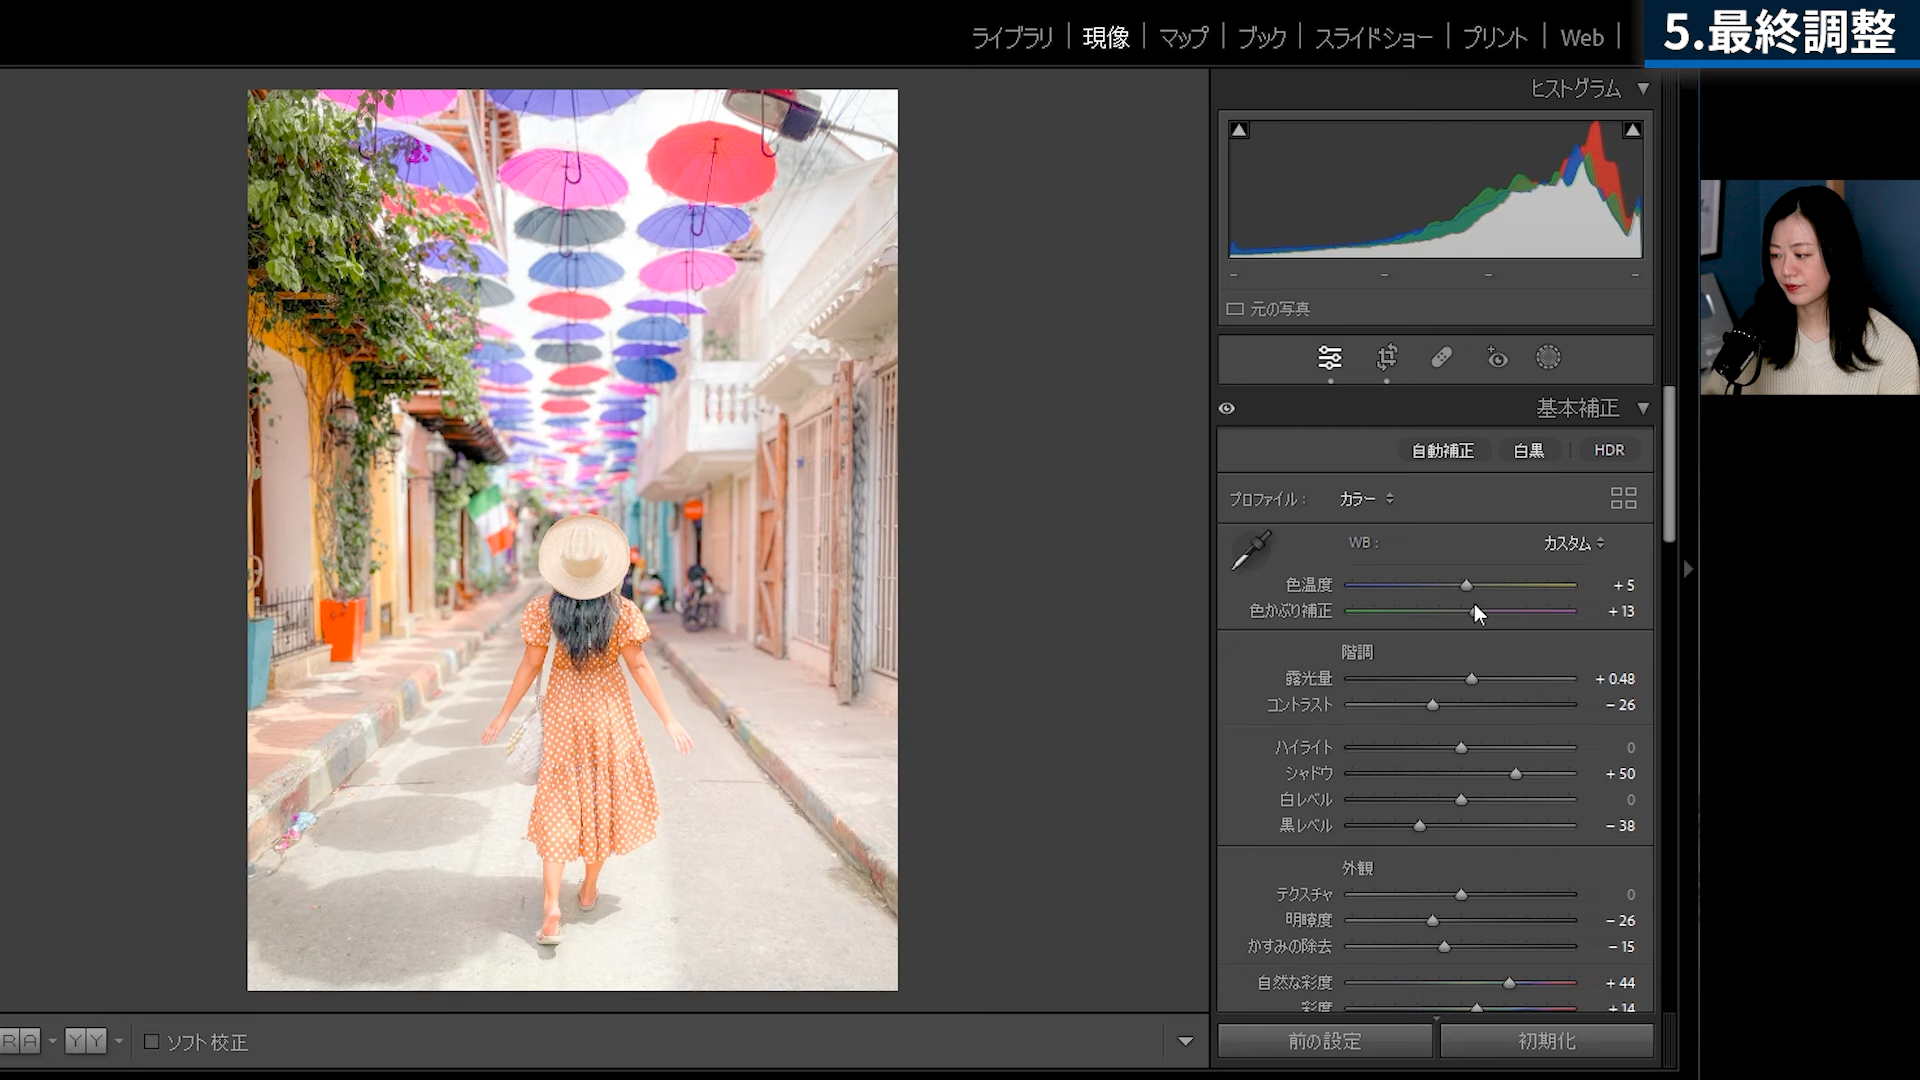 ライブラリ | 現像 | マップ | ブック | スライドショー | プリント | Web |
5.最終調整
ヒストグラム
元の写真
基本補正
自動補正 白黒 HDR
プロファイル： カラー
WB： カスタム
色温度 + 5
色かぶり補正 + 13
階調
露光量 + 0.48
コントラスト − 26
ハイライト 0
シャドウ + 50
白レベル 0
黒レベル − 38
外観
テクスチャ 0
明瞭度 − 26
かすみの除去 − 15
自然な彩度 + 44
彩度 + 14
RA YY ソフト校正
前の設定 初期化